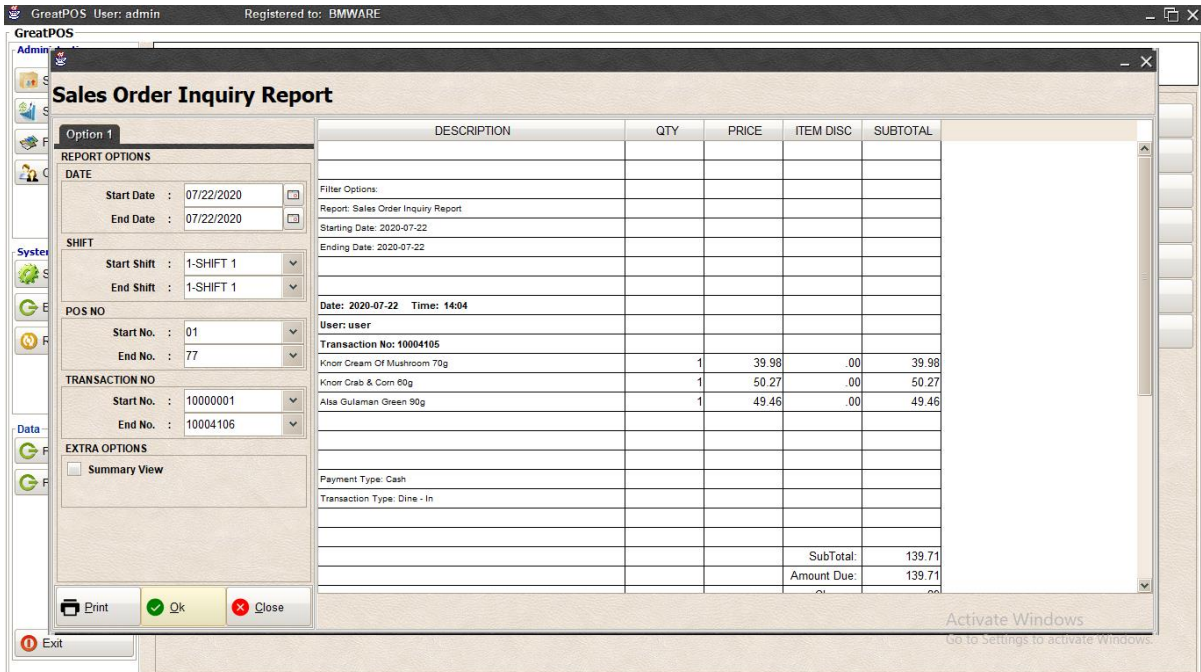 GreatPOS User: admin Registered to: BMWARE
GreatPOS
Sales Order Inquiry Report
Option 1
REPORT OPTIONS
DATE
Start Date : 07/22/2020
End Date : 07/22/2020
SHIFT
Start Shift : 1-SHIFT 1
End Shift : 1-SHIFT 1
POS NO
Start No. : 01
End No. : 77
TRANSACTION NO
Start No. : 10000001
End No. : 10004106
EXTRA OPTIONS
Summary View
Print Ok Close
DESCRIPTION QTY PRICE ITEM DISC SUBTOTAL
Filter Options:
Report: Sales Order Inquiry Report
Starting Date: 2020-07-22
Ending Date: 2020-07-22
Date: 2020-07-22 Time: 14:04
User: user
Transaction No: 10004105
Knorr Cream Of Mushroom 70g 1 39.98 .00 39.98
Knorr Crab & Corn 60g 1 50.27 .00 50.27
Alsa Gulaman Green 90g 1 49.46 .00 49.46
Payment Type: Cash
Transaction Type: Dine - In
SubTotal: 139.71
Amount Due: 139.71
Data
Exit
Activate Windows
Go to Settings to activate Windows.